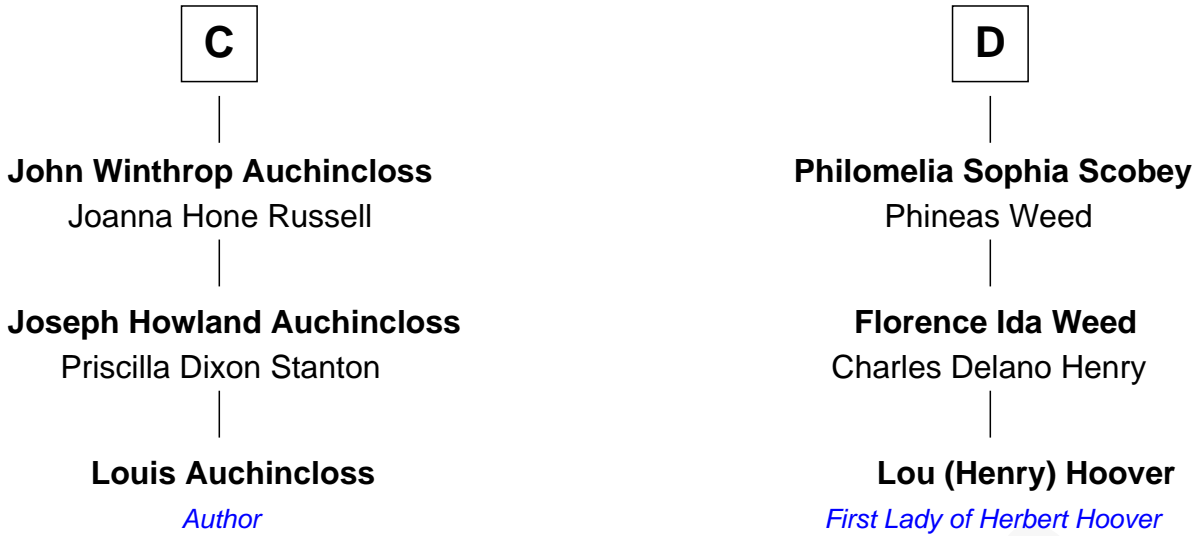 C
John Winthrop Auchincloss
Joanna Hone Russell
Joseph Howland Auchincloss
Priscilla Dixon Stanton
Louis Auchincloss
Author
D
Philomelia Sophia Scobey
Phineas Weed
Florence Ida Weed
Charles Delano Henry
Lou (Henry) Hoover
First Lady of Herbert Hoover